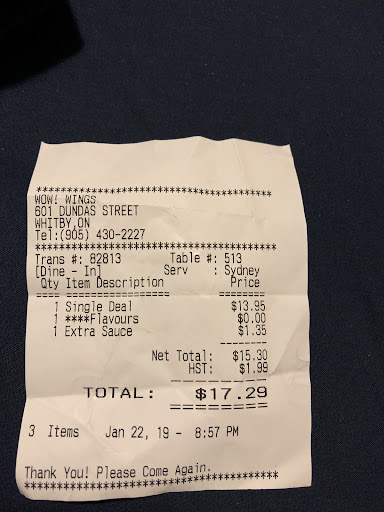 ************************************************
WOW! WINGS
601 DUNDAS STREET
WHITBY,ON
Tel:(905) 430-2227
************************************************
Trans #: 82813 Table #: 513
[Dine - In] Serv : Sydney
Qty Item Description Price
==== ================ =======
1 Single Deal $13.95
1 ****Flavours $0.00
1 Extra Sauce $1.35
---------
Net Total: $15.30
HST: $1.99
-------------
TOTAL: $17.29
=============
3 Items Jan 22, 19 - 8:57 PM
Thank You! Please Come Again.
************************************************